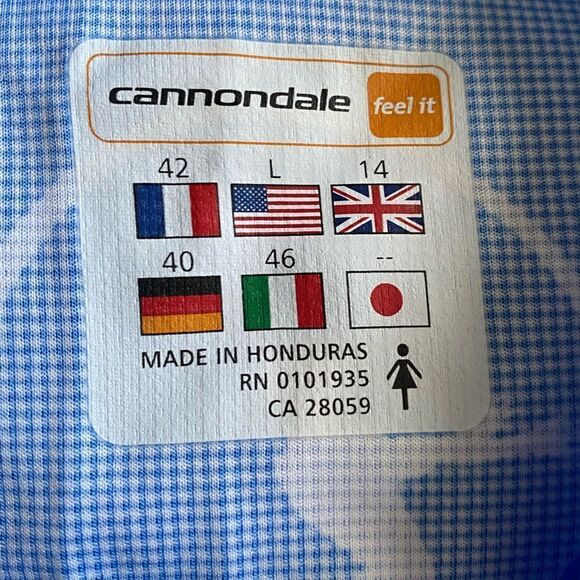 cannondale feel it
42 L 14
40 46 --
MADE IN HONDURAS
RN 0101935
CA 28059